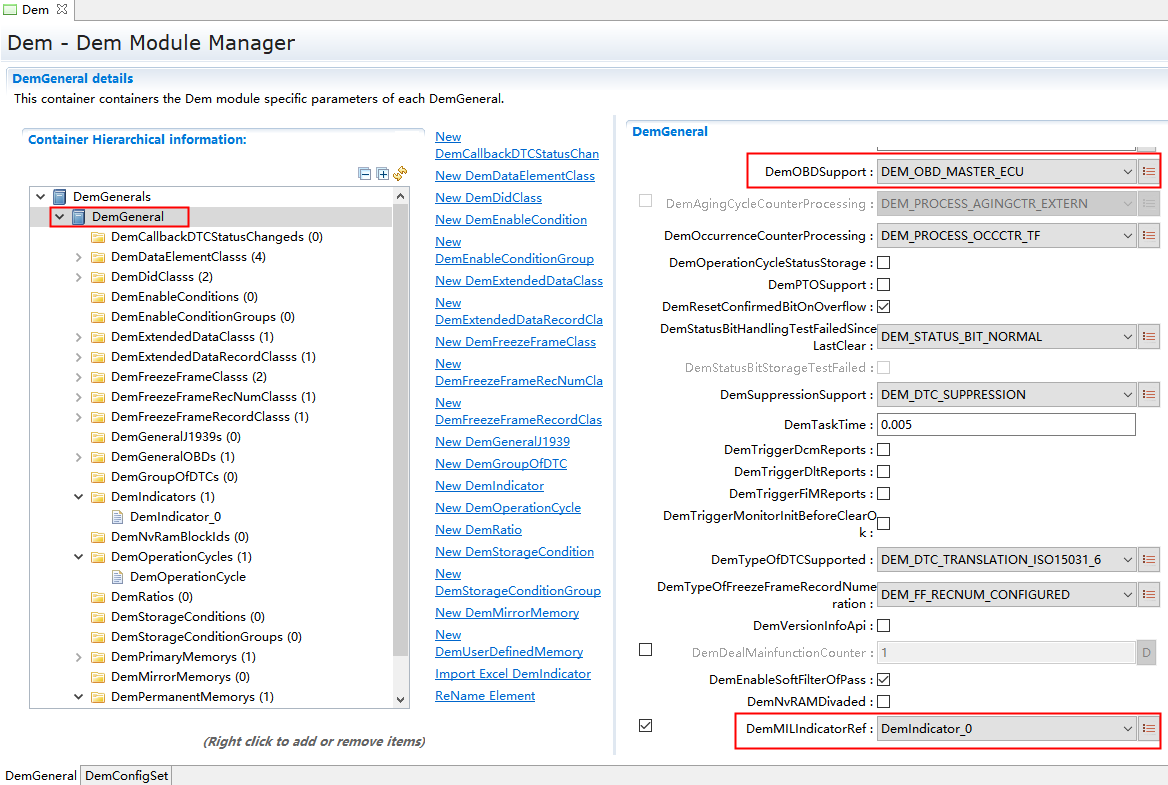 Dem
Dem - Dem Module Manager
DemGeneral details
This container containers the Dem module specific parameters of each DemGeneral.
Container Hierarchical information:
DemGenerals
DemGeneral
DemCallbackDTCStatusChangeds (0)
DemDataElementClasss (4)
DemDidClasss (2)
DemEnableConditions (0)
DemEnableConditionGroups (0)
DemExtendedDataClasss (1)
DemExtendedDataRecordClasss (1)
DemFreezeFrameClasss (2)
DemFreezeFrameRecNumClasss (1)
DemFreezeFrameRecordClasss (1)
DemGeneralJ1939s (0)
DemGeneralOBDs (1)
DemGroupOfDTCs (0)
DemIndicators (1)
DemIndicator_0
DemNvRamBlockIds (0)
DemOperationCycles (1)
DemOperationCycle
DemRatios (0)
DemStorageConditions (0)
DemStorageConditionGroups (0)
DemPrimaryMemorys (1)
DemMirrorMemorys (0)
DemPermanentMemorys (1)
(Right click to add or remove items)
New
DemCallbackDTCStatusChan
New DemDataElementClass
New DemDidClass
New DemEnableCondition
New
DemEnableConditionGroup
New DemExtendedDataClass
New
DemExtendedDataRecordCla
New DemFreezeFrameClass
New
DemFreezeFrameRecNumCla
New
DemFreezeFrameRecordClas
New DemGeneralJ1939
New DemGroupOfDTC
New DemIndicator
New DemOperationCycle
New DemRatio
New DemStorageCondition
New
DemStorageConditionGroup
New DemMirrorMemory
New
DemUserDefinedMemory
Import Excel DemIndicator
ReName Element
DemGeneral
DemOBDSupport : DEM_OBD_MASTER_ECU
DemAgingCycleCounterProcessing : DEM_PROCESS_AGINGCTR_EXTERN
DemOccurrenceCounterProcessing : DEM_PROCESS_OCCCTR_TF
DemOperationCycleStatusStorage :
DemPTOSupport :
DemResetConfirmedBitOnOverflow :
DemStatusBitHandlingTestFailedSince
LastClear : DEM_STATUS_BIT_NORMAL
DemStatusBitStorageTestFailed :
DemSuppressionSupport : DEM_DTC_SUPPRESSION
DemTaskTime : 0.005
DemTriggerDcmReports :
DemTriggerDltReports :
DemTriggerFiMReports :
DemTriggerMonitorInitBeforeClearO
k :
DemTypeOfDTCSupported : DEM_DTC_TRANSLATION_ISO15031_6
DemTypeOfFreezeFrameRecordNume
ration : DEM_FF_RECNUM_CONFIGURED
DemVersionInfoApi :
DemDealMainfunctionCounter : 1 D
DemEnableSoftFilterOfPass :
DemNvRAMDivaded :
DemMILIndicatorRef : DemIndicator_0
DemGeneral DemConfigSet